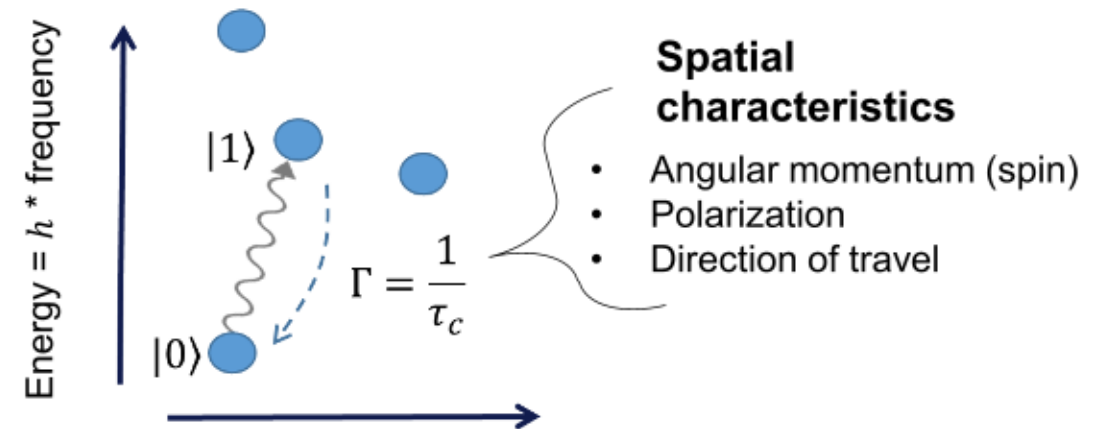 Energy = ℎ * frequency
|1⟩
|0⟩
Γ = 1/τ_c
Spatial
characteristics
• Angular momentum (spin)
• Polarization
• Direction of travel